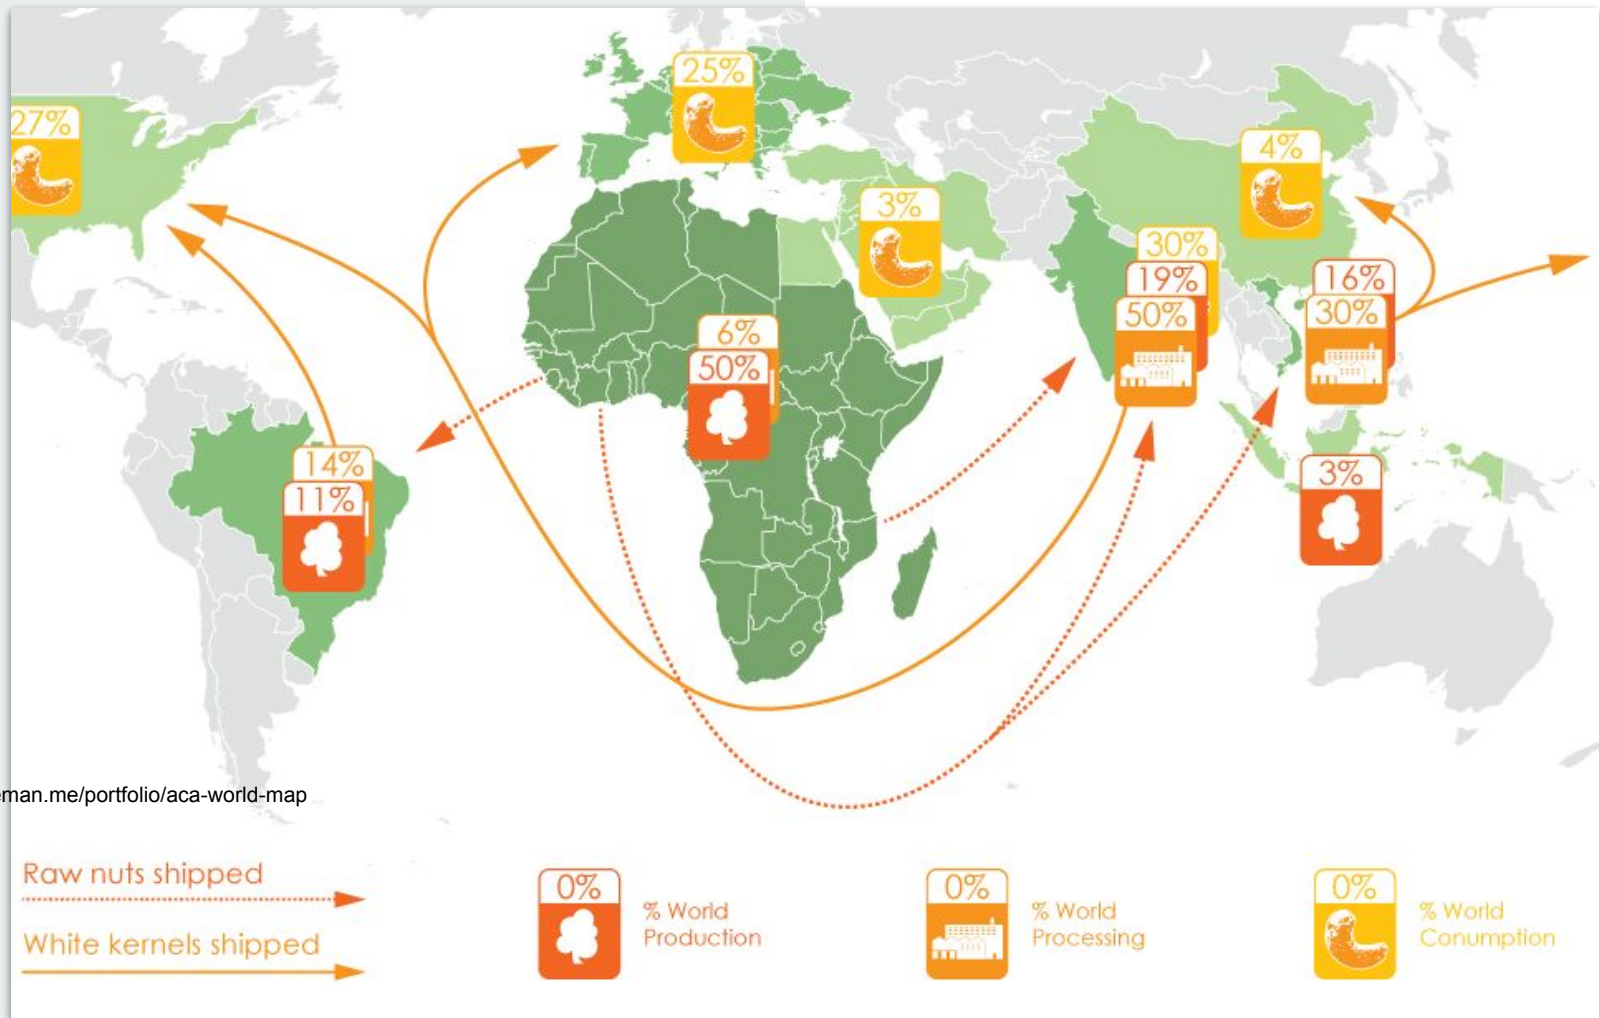 27%
25%
4%
3%
30%
19%
50%
16%
30%
6%
50%
14%
11%
3%
eman.me/portfolio/aca-world-map
Raw nuts shipped
White kernels shipped
0%
% World
Production
0%
% World
Processing
0%
% World
Conumption